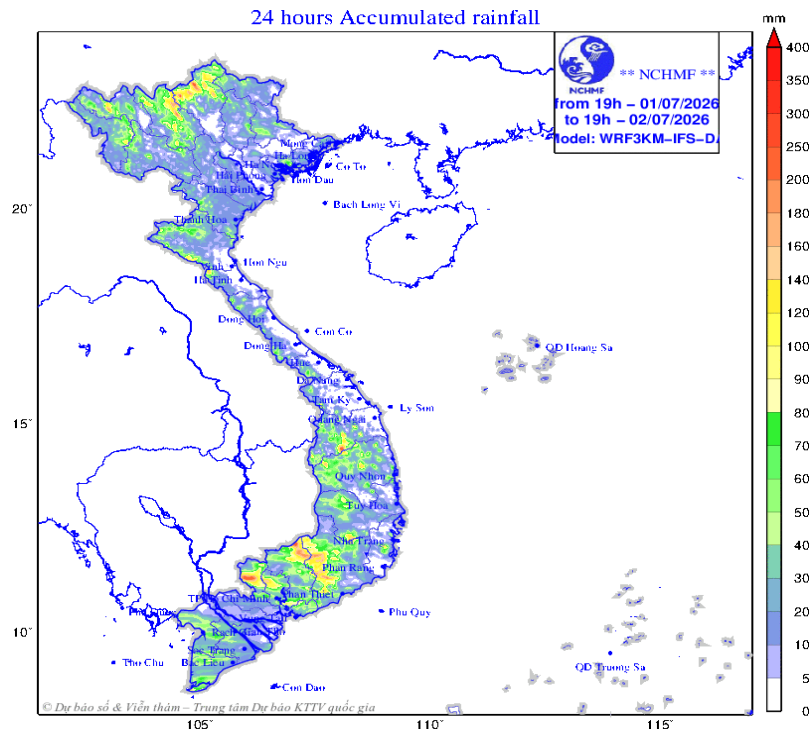 24 hours Accumulated rainfall
mm
NCHMF
** NCHMF **
from 19h – 01/07/2026
to 19h – 02/07/2026
Model: WRF3KM–IFS–DA
400
350
300
250
200
140
120
100
90
80
60
50
40
30
20
10
5
0
20°
15°
10°
105°
110°
115°
Mong Cai
Ha Long
Co To
Ha Noi
Hai Phong
Hon Dau
Thai Binh
Bach Long Vi
Thanh Hoa
Hon Ngu
Vinh
Ha Tinh
Dong Hoi
Con Co
Dong Ha
Hue
QD Hoang Sa
Da Nang
Tam Ky
Ly Son
Quang Ngai
Quy Nhon
Tuy Hoa
Nha Trang
Phan Rang
Phan Thiet
Chi Minh
Phu Quy
Rach Gia
Soc Trang
Tho Chu
Bac Lieu
QD Truong Sa
Con Dao
© Dự báo số & Viễn thám – Trung tâm Dự báo KTTV quốc gia